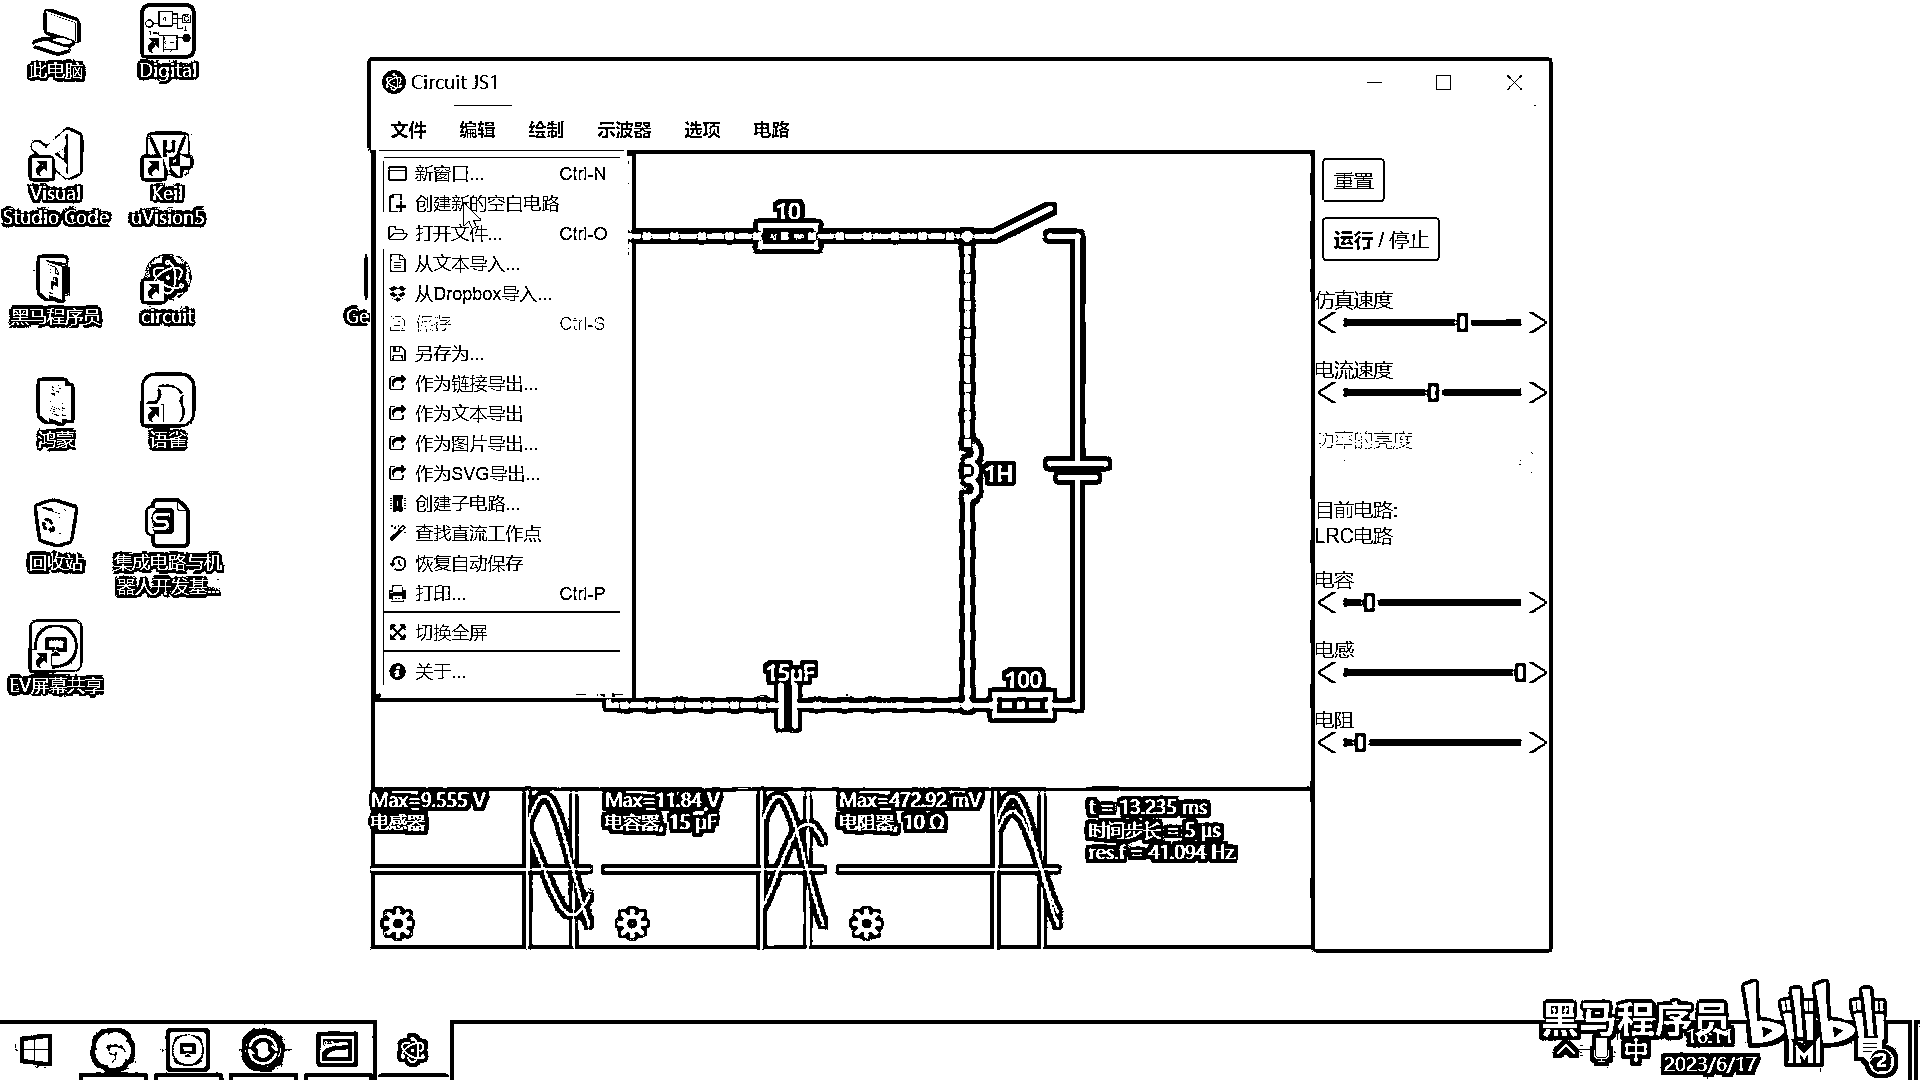 此电脑
Digital
Visual
Studio Code
Keil
uVision5
黑马程序员
circuit
鸿蒙
语雀
回收站
集成电路与机
器人开发基...
EV屏幕共享
Ge
Circuit JS1
文件 编辑 绘制 示波器 选项 电路
新窗口... Ctrl-N
创建新的空白电路
打开文件... Ctrl-O
从文本导入...
从Dropbox导入...
保存 Ctrl-S
另存为...
作为链接导出...
作为文本导出
作为图片导出...
作为SVG导出...
创建子电路...
查找直流工作点
恢复自动保存
打印... Ctrl-P
切换全屏
关于...
10
1H
15μF
100
重置
运行 / 停止
仿真速度
电流速度
功率的亮度
目前电路:
LRC电路
电容
电感
电阻
Max=9.555 V
电感器
Max=11.84 V
电容器, 15 μF
Max=472.92 mV
电阻器, 10 Ω
t = 13.235 ms
时间步长 = 5 μs
res.f = 41.094 Hz
黑马程序员
bilibili
16:11
中
2023/6/17
2